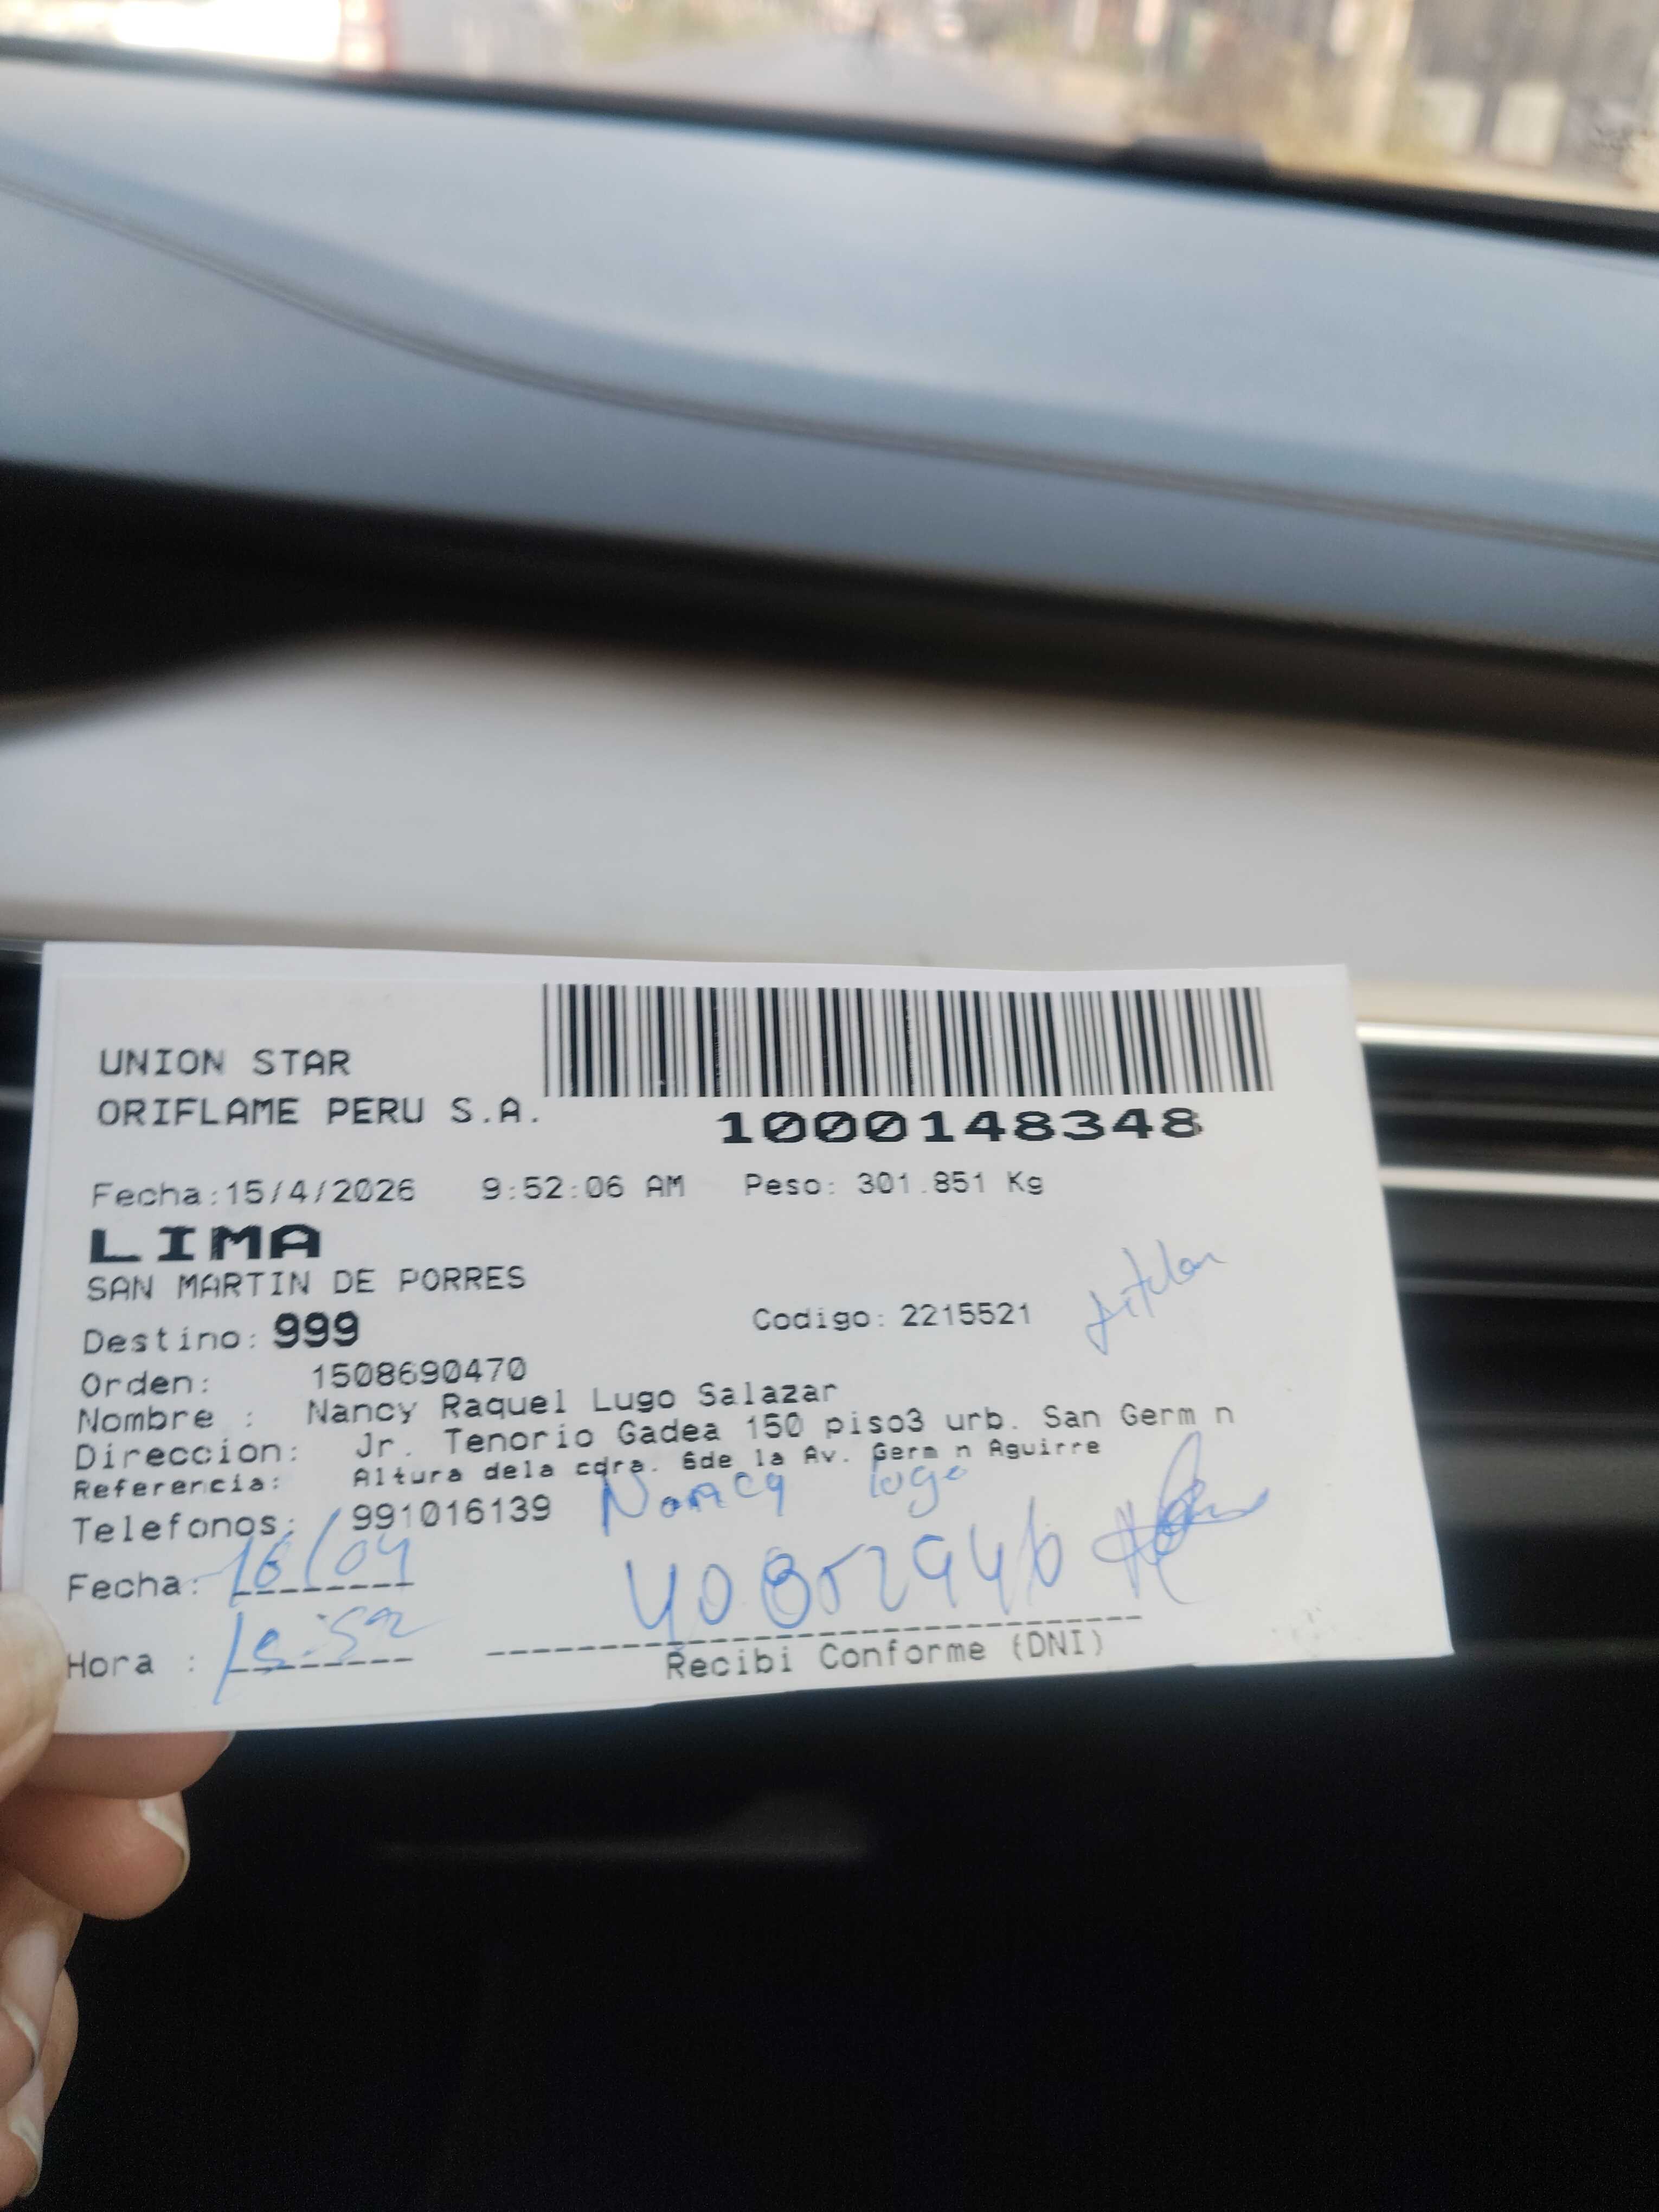 UNION STAR
ORIFLAME PERU S.A.
1000148348
Fecha:15/4/2026 9:52:06 AM Peso: 301.851 Kg
LIMA
SAN MARTIN DE PORRES
Destino: 999 Codigo: 2215521
Orden: 1508690470
Nombre : Nancy Raquel Lugo Salazar
Direccion: Jr. Tenorio Gadea 150 piso3 urb. San Germ n
Referencia: Altura dela cdra. 6de la Av. Germ n Aguirre
Telefonos: 991016139 Nancy lugo
Fecha: 16/04
Hora :
Recibi Conforme (DNI)